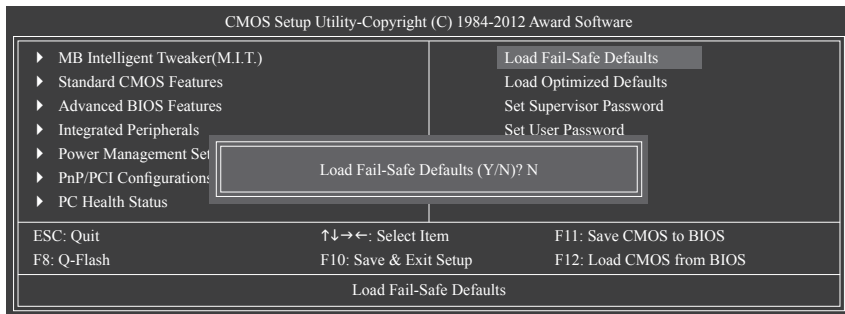 CMOS Setup Utility-Copyright (C) 1984-2012 Award Software
MB Intelligent Tweaker(M.I.T.)
Standard CMOS Features
Advanced BIOS Features
Integrated Peripherals
Power Management Set
PnP/PCI Configurations
PC Health Status
Load Fail-Safe Defaults
Load Optimized Defaults
Set Supervisor Password
Set User Password
Load Fail-Safe Defaults (Y/N)? N
ESC: Quit
↑↓→←: Select Item
F11: Save CMOS to BIOS
F8: Q-Flash
F10: Save & Exit Setup
F12: Load CMOS from BIOS
Load Fail-Safe Defaults